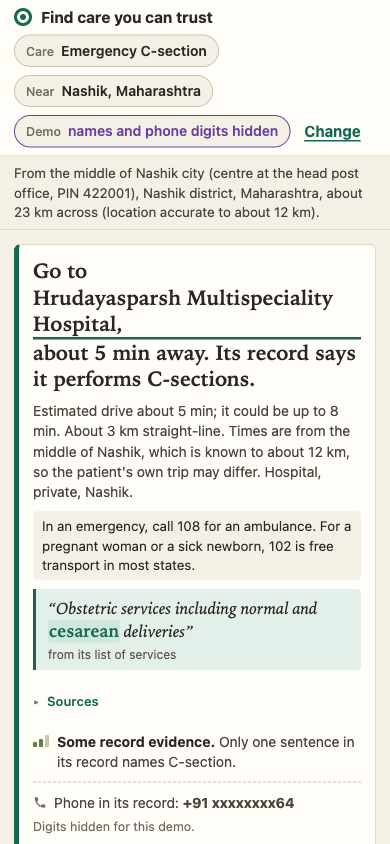 Find care you can trust
Care Emergency C-section
Near Nashik, Maharashtra
Demo names and phone digits hidden Change
From the middle of Nashik city (centre at the head post
office, PIN 422001), Nashik district, Maharashtra, about
23 km across (location accurate to about 12 km).
Go to
Hrudayasparsh Multispeciality
Hospital,
about 5 min away. Its record says
it performs C-sections.
Estimated drive about 5 min; it could be up to 8
min. About 3 km straight-line. Times are from the
middle of Nashik, which is known to about 12 km,
so the patient's own trip may differ. Hospital,
private, Nashik.
In an emergency, call 108 for an ambulance. For a
pregnant woman or a sick newborn, 102 is free
transport in most states.
“Obstetric services including normal and
cesarean deliveries”
from its list of services
Sources
Some record evidence. Only one sentence in
its record names C-section.
Phone in its record: +91 xxxxxxxx64
Digits hidden for this demo.